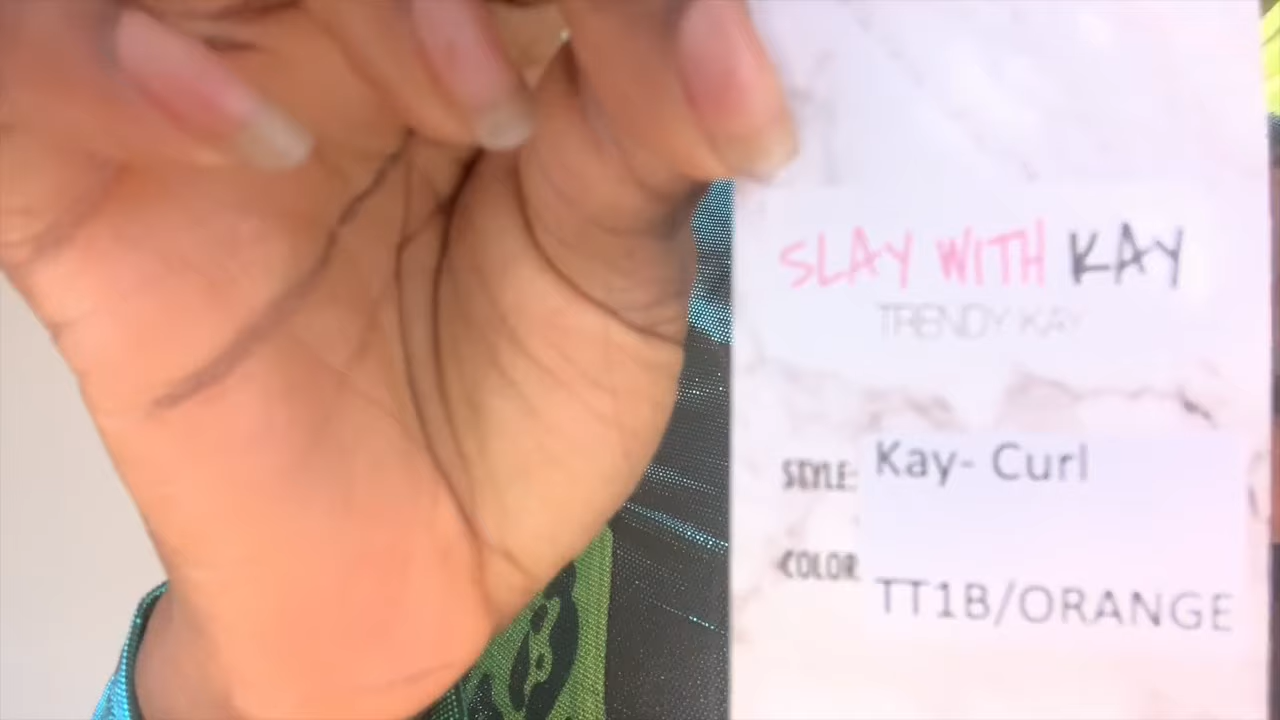 SLAY WITH KAY
TRENDY KAY
STYLE: Kay- Curl
COLOR TT1B/ORANGE
B